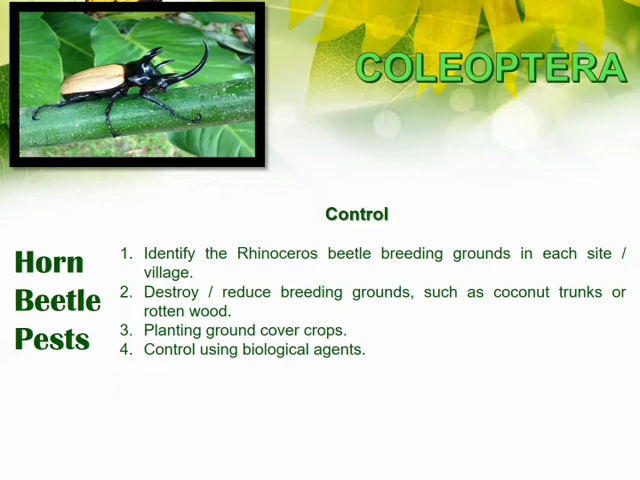 COLEOPTERA
Control
Horn
Beetle
Pests
1. Identify the Rhinoceros beetle breeding grounds in each site /
village.
2. Destroy / reduce breeding grounds, such as coconut trunks or
rotten wood.
3. Planting ground cover crops.
4. Control using biological agents.